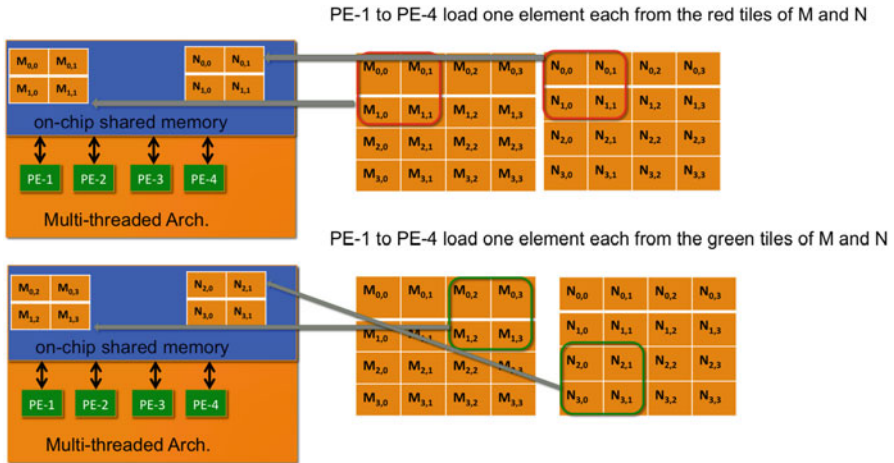 PE-1 to PE-4 load one element each from the red tiles of M and N
M0,0 M0,1
M1,0 M1,1
N0,0 N0,1
N1,0 N1,1
on-chip shared memory
PE-1 PE-2 PE-3 PE-4
Multi-threaded Arch.
M0,0 M0,1 M0,2 M0,3
M1,0 M1,1 M1,2 M1,3
M2,0 M2,1 M2,2 M2,3
M3,0 M3,1 M3,2 M3,3
N0,0 N0,1 N0,2 N0,3
N1,0 N1,1 N1,2 N1,3
N2,0 N2,1 N2,2 N2,3
N3,0 N3,1 N3,2 N3,3
PE-1 to PE-4 load one element each from the green tiles of M and N
M0,2 M0,3
M1,2 M1,3
N2,0 N2,1
N3,0 N3,1
on-chip shared memory
PE-1 PE-2 PE-3 PE-4
Multi-threaded Arch.
M0,0 M0,1 M0,2 M0,3
M1,0 M1,1 M1,2 M1,3
M2,0 M2,1 M2,2 M2,3
M3,0 M3,1 M3,2 M3,3
N0,0 N0,1 N0,2 N0,3
N1,0 N1,1 N1,2 N1,3
N2,0 N2,1 N2,2 N2,3
N3,0 N3,1 N3,2 N3,3